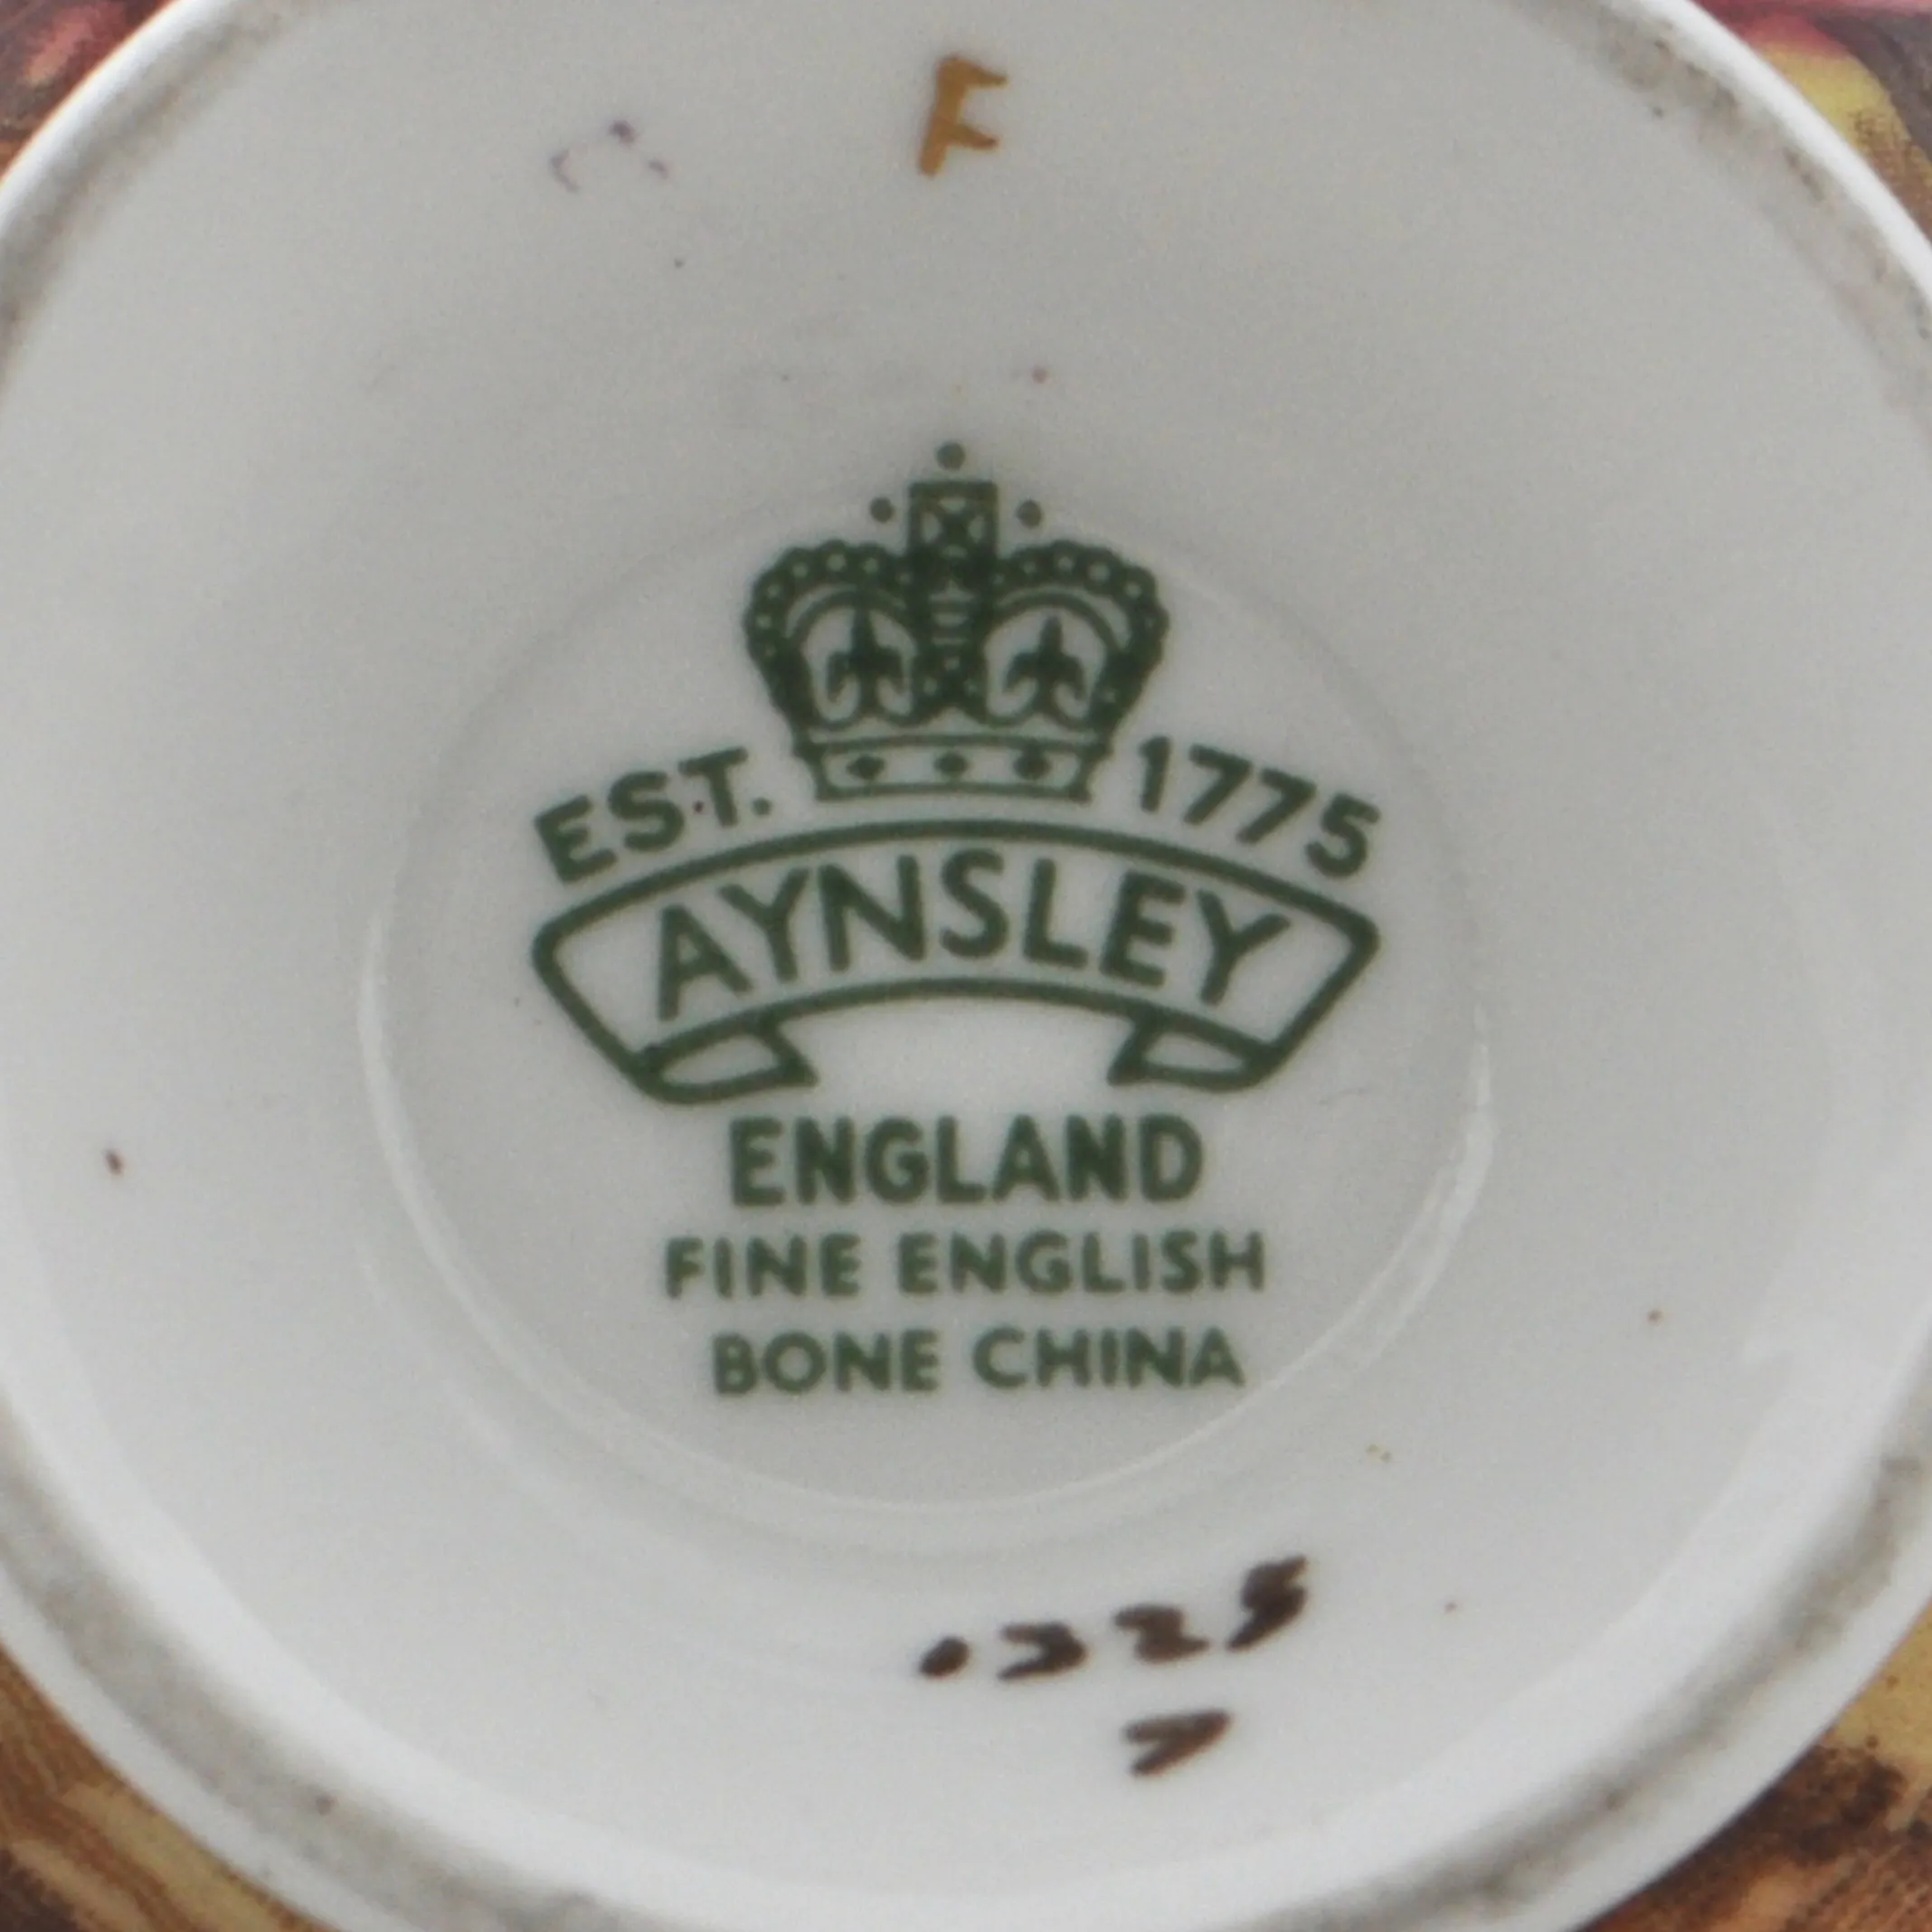 F
EST. 1775
AYNSLEY
ENGLAND
FINE ENGLISH
BONE CHINA